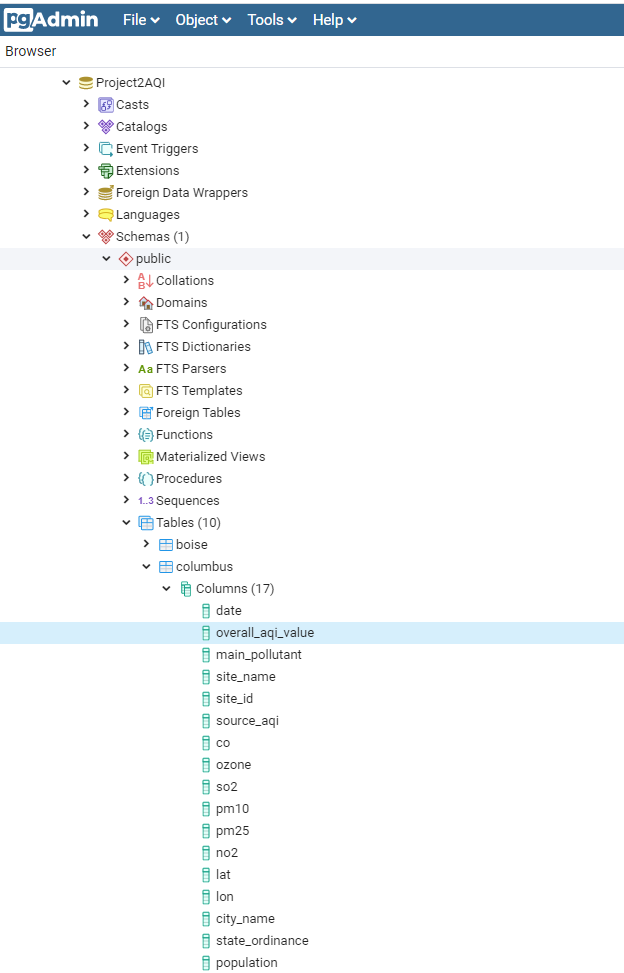 pgAdmin File Object Tools Help
Browser
Project2AQI
Casts
Catalogs
Event Triggers
Extensions
Foreign Data Wrappers
Languages
Schemas (1)
public
Collations
Domains
FTS Configurations
FTS Dictionaries
Aa FTS Parsers
FTS Templates
Foreign Tables
Functions
Materialized Views
Procedures
1..3 Sequences
Tables (10)
boise
columbus
Columns (17)
date
overall_aqi_value
main_pollutant
site_name
site_id
source_aqi
co
ozone
so2
pm10
pm25
no2
lat
lon
city_name
state_ordinance
population